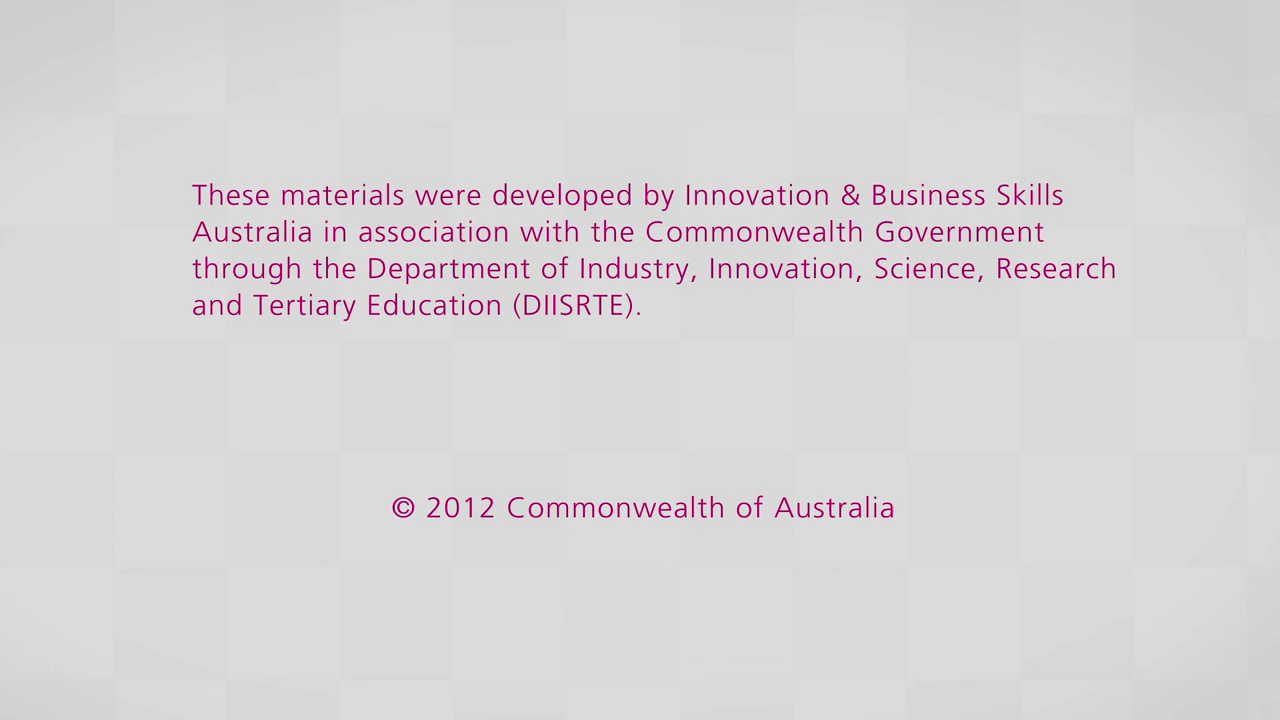 These materials were developed by Innovation & Business Skills
Australia in association with the Commonwealth Government
through the Department of Industry, Innovation, Science, Research
and Tertiary Education (DIISRTE).
© 2012 Commonwealth of Australia